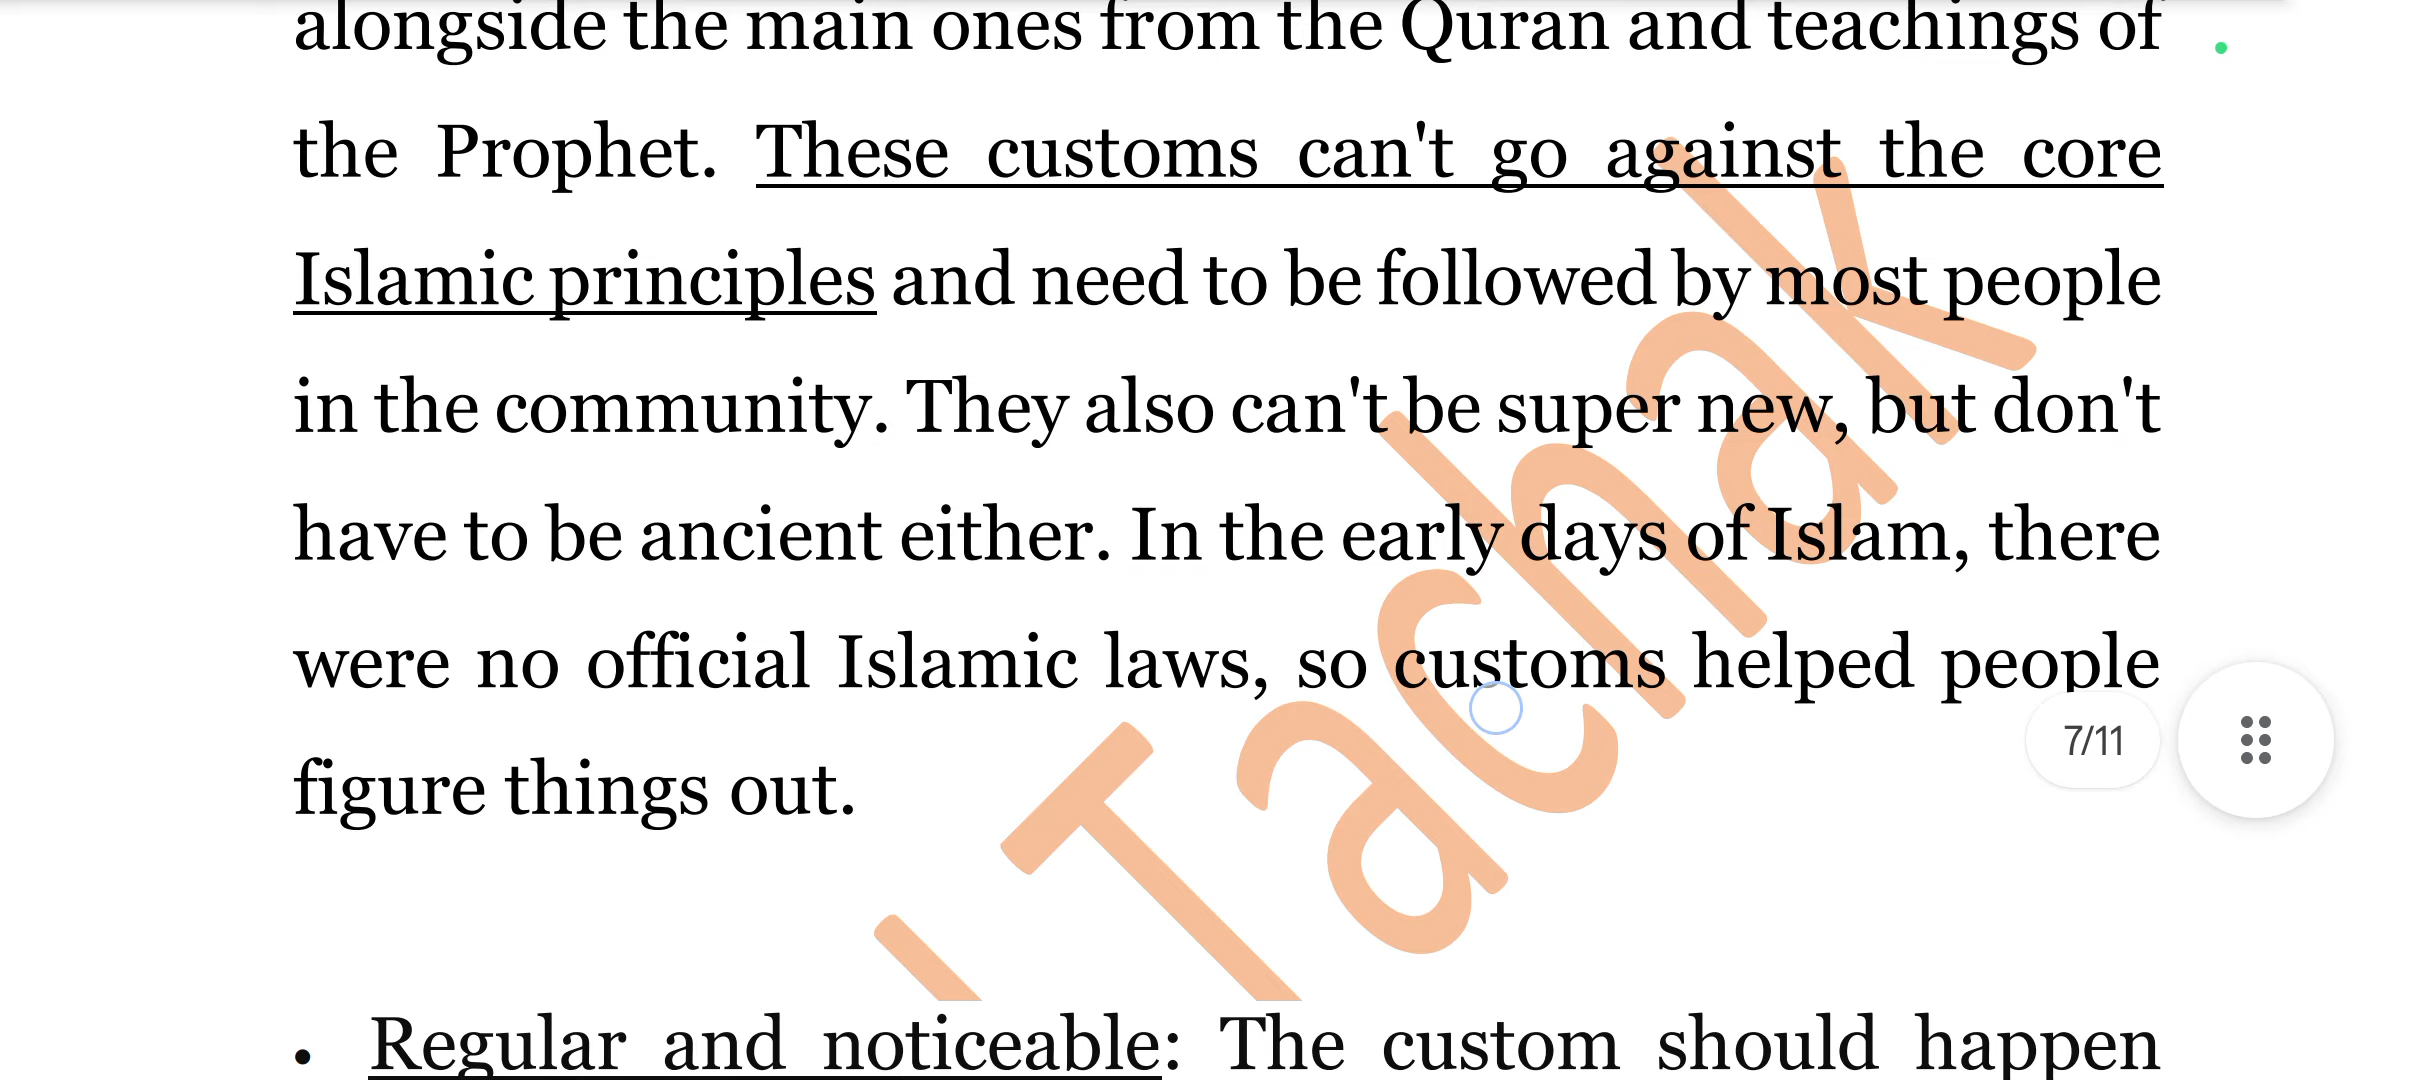 alongside the main ones from the Quran and teachings of
the Prophet. These customs can't go against the core
Islamic principles and need to be followed by most people
in the community. They also can't be super new, but don't
have to be ancient either. In the early days of Islam, there
were no official Islamic laws, so customs helped people
figure things out.
7/11
• Regular and noticeable: The custom should happen
Tachak